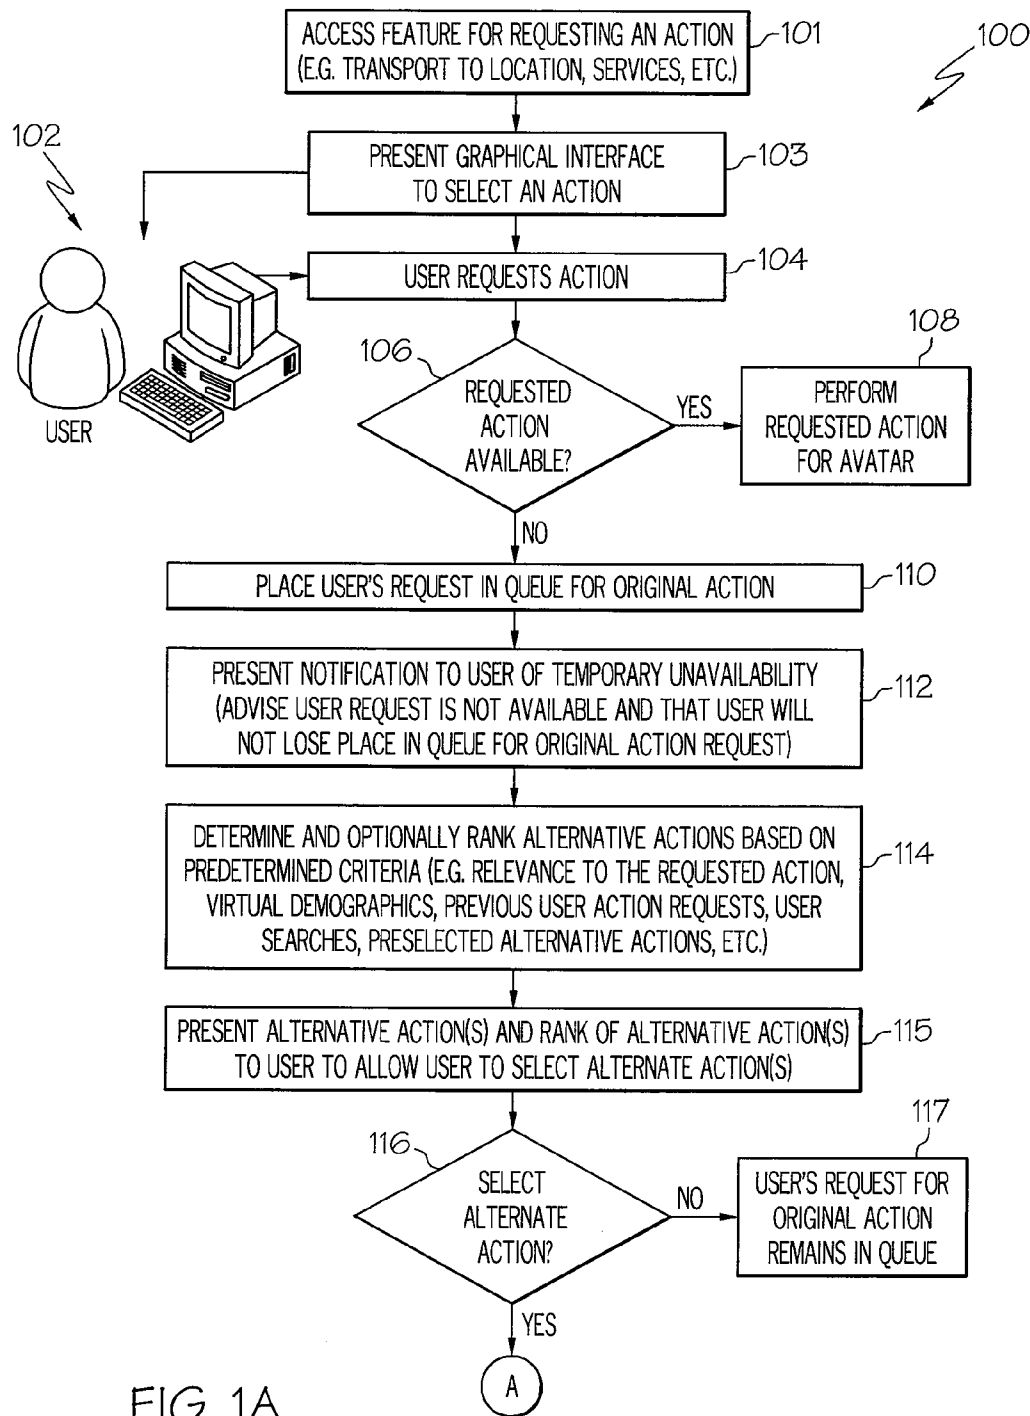 ACCESS FEATURE FOR REQUESTING AN ACTION
(E.G. TRANSPORT TO LOCATION, SERVICES, ETC.)
101
100
102
PRESENT GRAPHICAL INTERFACE
TO SELECT AN ACTION
103
USER REQUESTS ACTION
104
USER
106
REQUESTED
ACTION
AVAILABLE?
YES
108
PERFORM
REQUESTED ACTION
FOR AVATAR
NO
PLACE USER'S REQUEST IN QUEUE FOR ORIGINAL ACTION
110
PRESENT NOTIFICATION TO USER OF TEMPORARY UNAVAILABILITY
(ADVISE USER REQUEST IS NOT AVAILABLE AND THAT USER WILL
NOT LOSE PLACE IN QUEUE FOR ORIGINAL ACTION REQUEST)
112
DETERMINE AND OPTIONALLY RANK ALTERNATIVE ACTIONS BASED ON
PREDETERMINED CRITERIA (E.G. RELEVANCE TO THE REQUESTED ACTION,
VIRTUAL DEMOGRAPHICS, PREVIOUS USER ACTION REQUESTS, USER
SEARCHES, PRESELECTED ALTERNATIVE ACTIONS, ETC.)
114
PRESENT ALTERNATIVE ACTION(S) AND RANK OF ALTERNATIVE ACTION(S)
TO USER TO ALLOW USER TO SELECT ALTERNATE ACTION(S)
115
116
SELECT
ALTERNATE
ACTION?
NO
117
USER'S REQUEST FOR
ORIGINAL ACTION
REMAINS IN QUEUE
YES
A
FIG. 1A